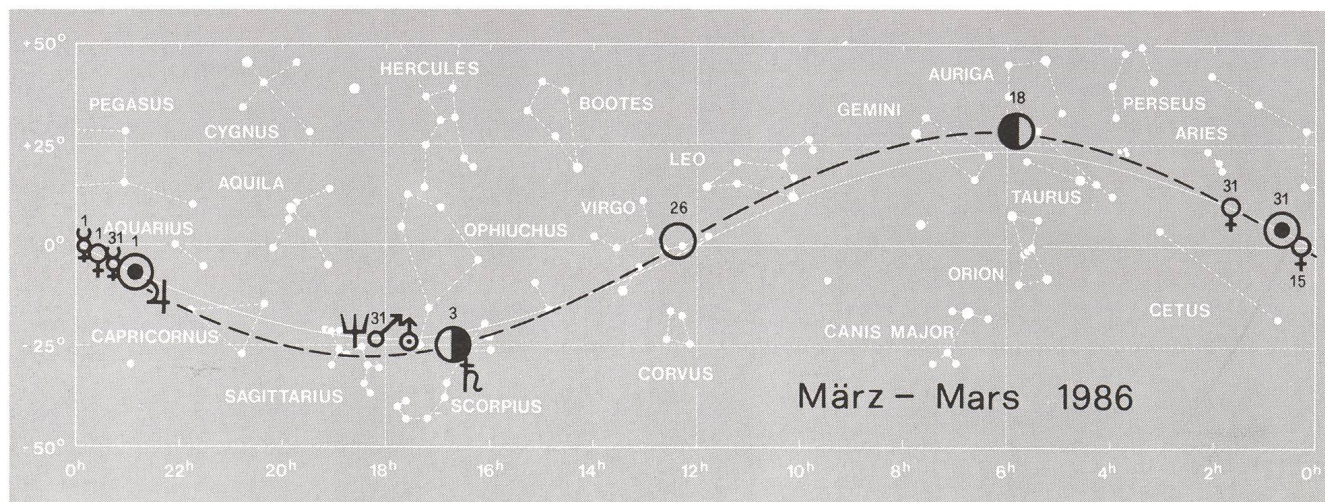 +50°
HERCULES
AURIGA
PEGASUS
BOOTES
GEMINI
18
PERSEUS
CYGNUS
ARIES
+25°
LEO
AQUILA
TAURUS
31
VIRGO
26
31
1
AQUARIUS
OPHIUCHUS
1 31 1
0°
ORION
15
31
3
CETUS
CAPRICORNUS
CANIS MAJOR
-25°
CORVUS
SAGITTARIUS
SCORPIUS
März - Mars 1986
-50°
0h 22h 20h 18h 16h 14h 12h 10h 8h 6h 4h 2h 0h